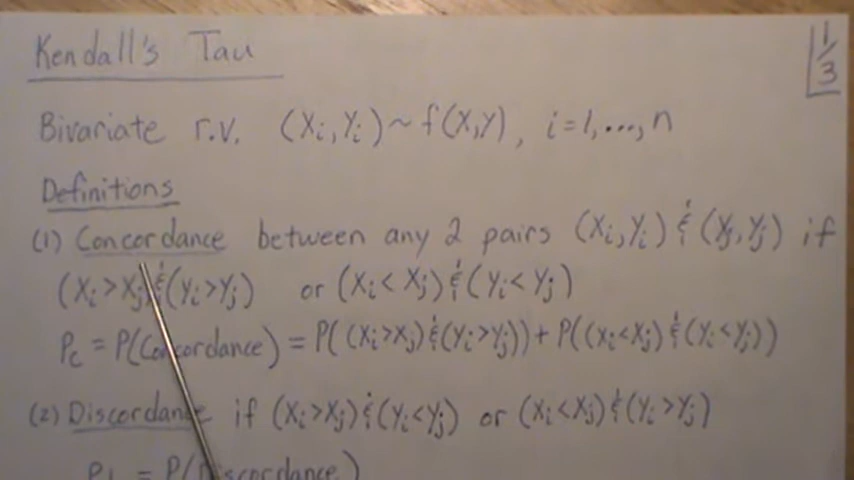 Kendall's Tau
1/3
Bivariate r.v. (Xi, Yi) ~ f(X,Y), i=1,...,n
Definitions
(1) Concordance between any 2 pairs (Xi, Yi) & (Xj, Yj) if
(Xi > Xj) & (Yi > Yj) or (Xi < Xj) & (Yi < Yj)
Pc = P(Concordance) = P((Xi > Xj) & (Yi > Yj)) + P((Xi < Xj) & (Yi < Yj))
(2) Discordance if (Xi > Xj) & (Yi < Yj) or (Xi < Xj) & (Yi > Yj)
Pd = P(Discordance)